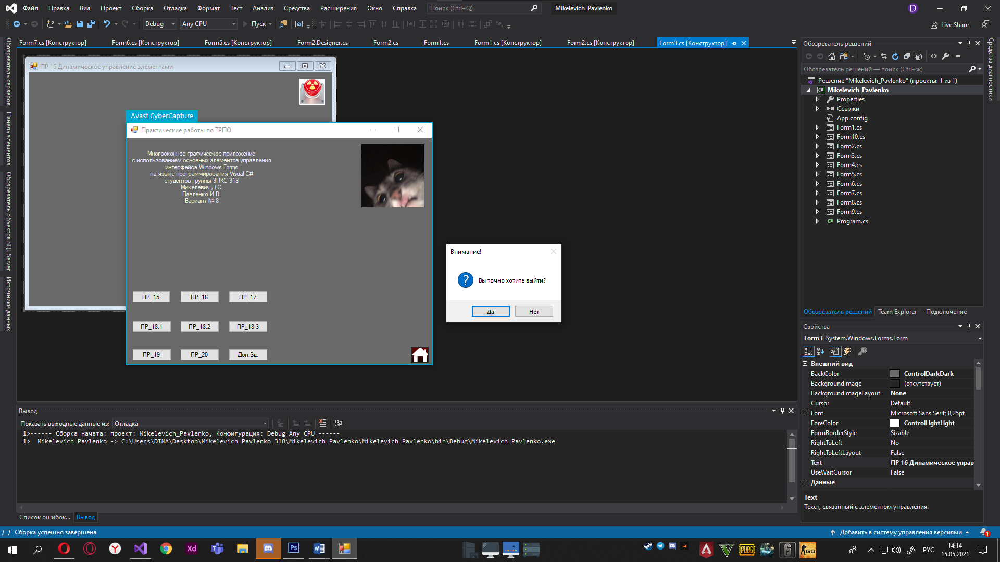 Файл Правка Вид Проект Сборка Отладка Формат Тест Анализ Средства Расширения Окно Справка Поиск (Ctrl+Q) Mikelevich_Pavlenko D
Debug Any CPU Пуск Live Share
Form7.cs [Конструктор] Form6.cs [Конструктор] Form5.cs [Конструктор] Form2.Designer.cs Form2.cs Form1.cs Form1.cs [Конструктор] Form2.cs [Конструктор] Form3.cs [Конструктор]
Обозреватель серверов
Панель элементов
Обозреватель объектов SQL Server
Источники данных
ПР 16 Динамическое управление элементами
Avast CyberCapture
Практические работы по ТРПО
Многооконное графическое приложение
с использованием основных элементов управления
интерфейса Windows Forms
на языке программирования Visual C#
студентов группы 3ПКС-318
Микелевич Д.С.
Павленко И.В.
Вариант № 8
ПР_15 ПР_16 ПР_17
ПР_18.1 ПР_18.2 ПР_18.3
ПР_19 ПР_20 Доп.Зд.
Внимание!
Вы точно хотите выйти?
Да Нет
Обозреватель решений
Обозреватель решений — поиск (Ctrl+ж)
Решение "Mikelevich_Pavlenko" (проекты: 1 из 1)
Mikelevich_Pavlenko
Properties
Ссылки
App.config
Form1.cs
Form10.cs
Form2.cs
Form3.cs
Form4.cs
Form5.cs
Form6.cs
Form7.cs
Form8.cs
Form9.cs
C# Program.cs
Средства диагностики
Обозреватель решений Team Explorer — Подключение
Свойства
Form3 System.Windows.Forms.Form
Внешний вид
BackColor ControlDarkDark
BackgroundImage (отсутствует)
BackgroundImageLayout None
Cursor Default
Font Microsoft Sans Serif; 8,25pt
ForeColor ControlLightLight
FormBorderStyle Sizable
RightToLeft No
RightToLeftLayout False
Text ПР 16 Динамическое управ
UseWaitCursor False
Данные
Text
Текст, связанный с элементом управления.
Вывод
Показать выходные данные из: Отладка
1>------ Сборка начата: проект: Mikelevich_Pavlenko, Конфигурация: Debug Any CPU ------
1> Mikelevich_Pavlenko -> C:\Users\DIMA\Desktop\Mikelevich_Pavlenko_318\Mikelevich_Pavlenko\Mikelevich_Pavlenko\bin\Debug\Mikelevich_Pavlenko.exe
Список ошибок... Вывод
Сборка успешно завершена Добавить в систему управления версиями 1
Xd Ps W PUBG 6 GO РУС 14:14
15.05.2021